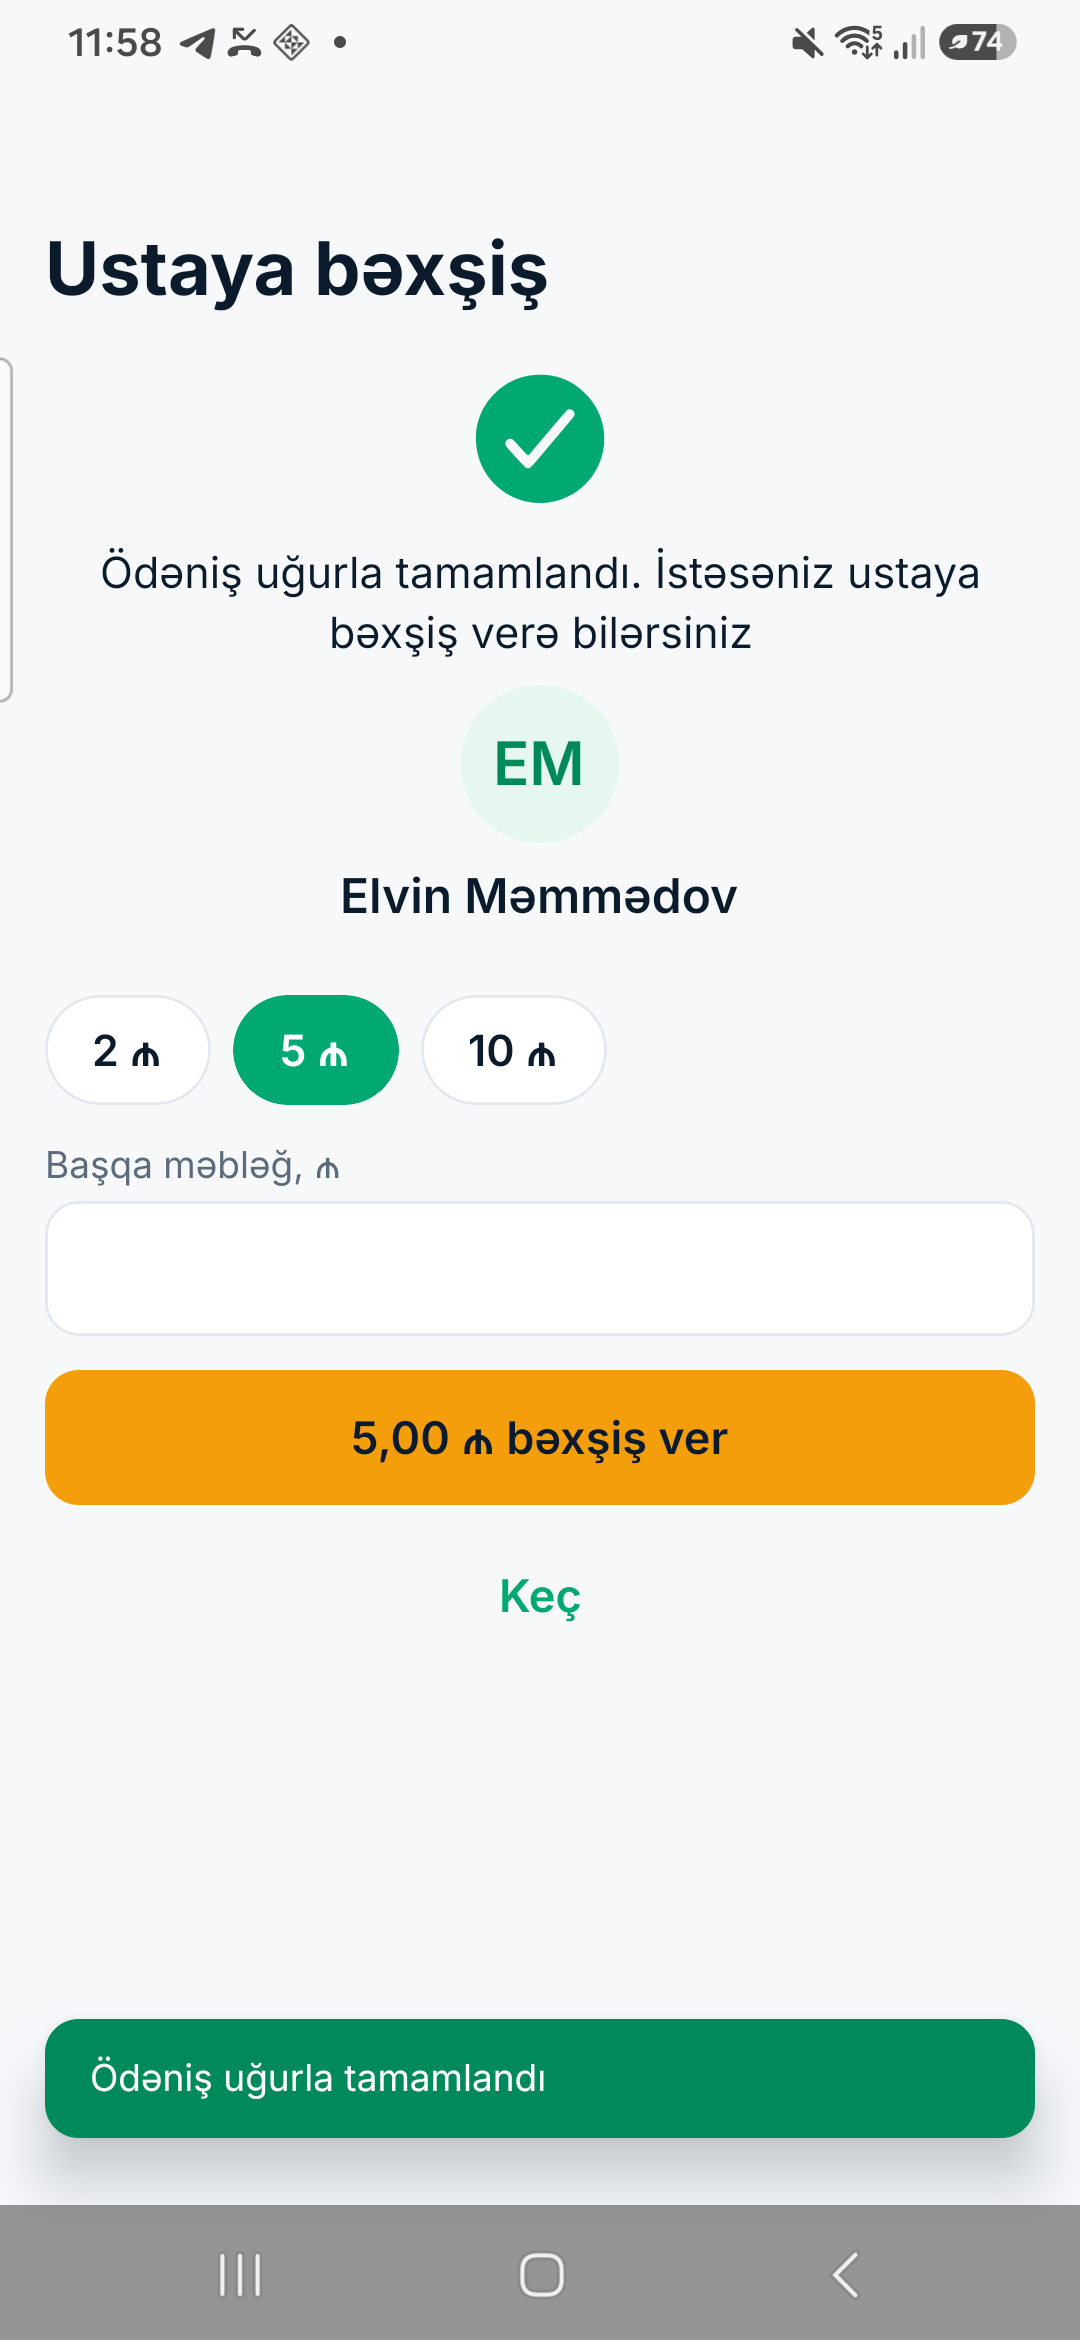 11:58
5
74
Ustaya bəxşiş
Ödəniş uğurla tamamlandı. İstəsəniz ustaya
bəxşiş verə bilərsiniz
EM
Elvin Məmmədov
2 ₼ 5 ₼ 10 ₼
Başqa məbləğ, ₼
5,00 ₼ bəxşiş ver
Keç
Ödəniş uğurla tamamlandı